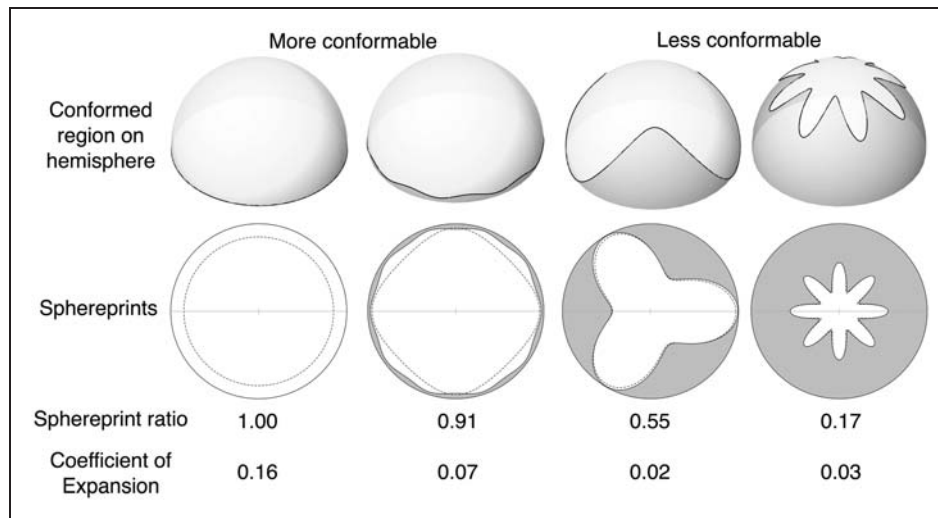 More conformable
Less conformable
Conformed
region on
hemisphere
Sphereprints
Sphereprint ratio 1.00 0.91 0.55 0.17
Coefficient of
Expansion 0.16 0.07 0.02 0.03